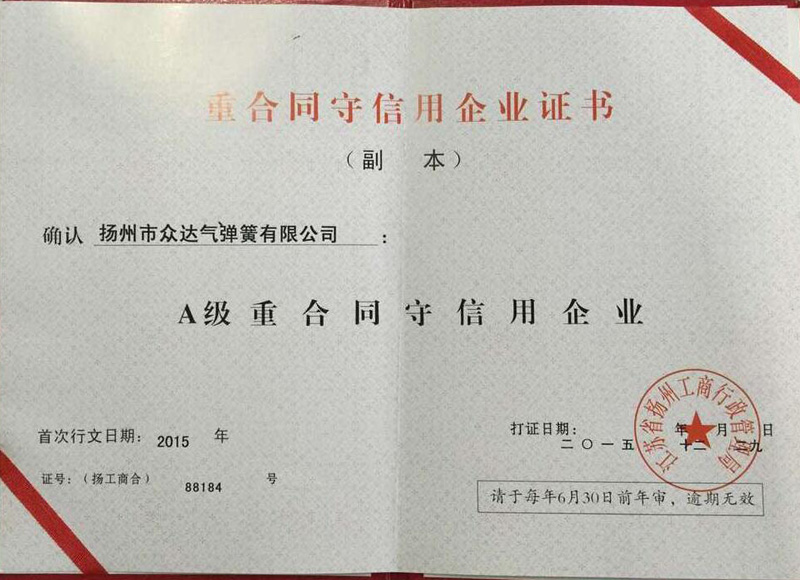 重合同守信用企业证书
（副 本）
确认 扬州市众达气弹簧有限公司 ：
A级重合同守信用企业
首次行文日期： 2015 年
证号：（扬工商合） 88184 号
打证日期： 年 月 日
二〇一五 十二 九
江苏省扬州工商行政管理局
请于每年6月30日前年审，逾期无效